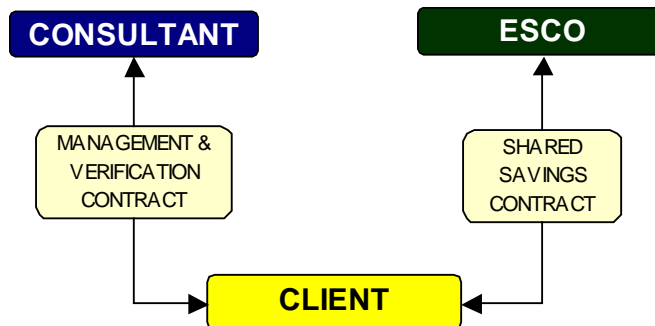 CONSULTANT
ESCO
MANAGEMENT &
VERIFICATION
CONTRACT
SHARED
SAVINGS
CONTRACT
CLIENT